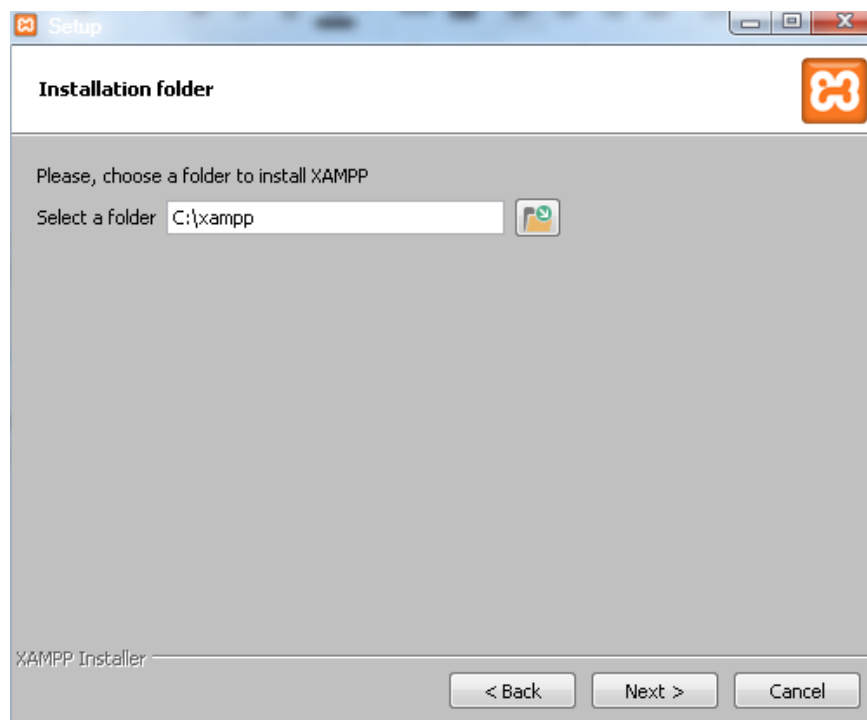 Setup
Installation folder
Please, choose a folder to install XAMPP
Select a folder C:\xampp
XAMPP Installer
< Back Next > Cancel